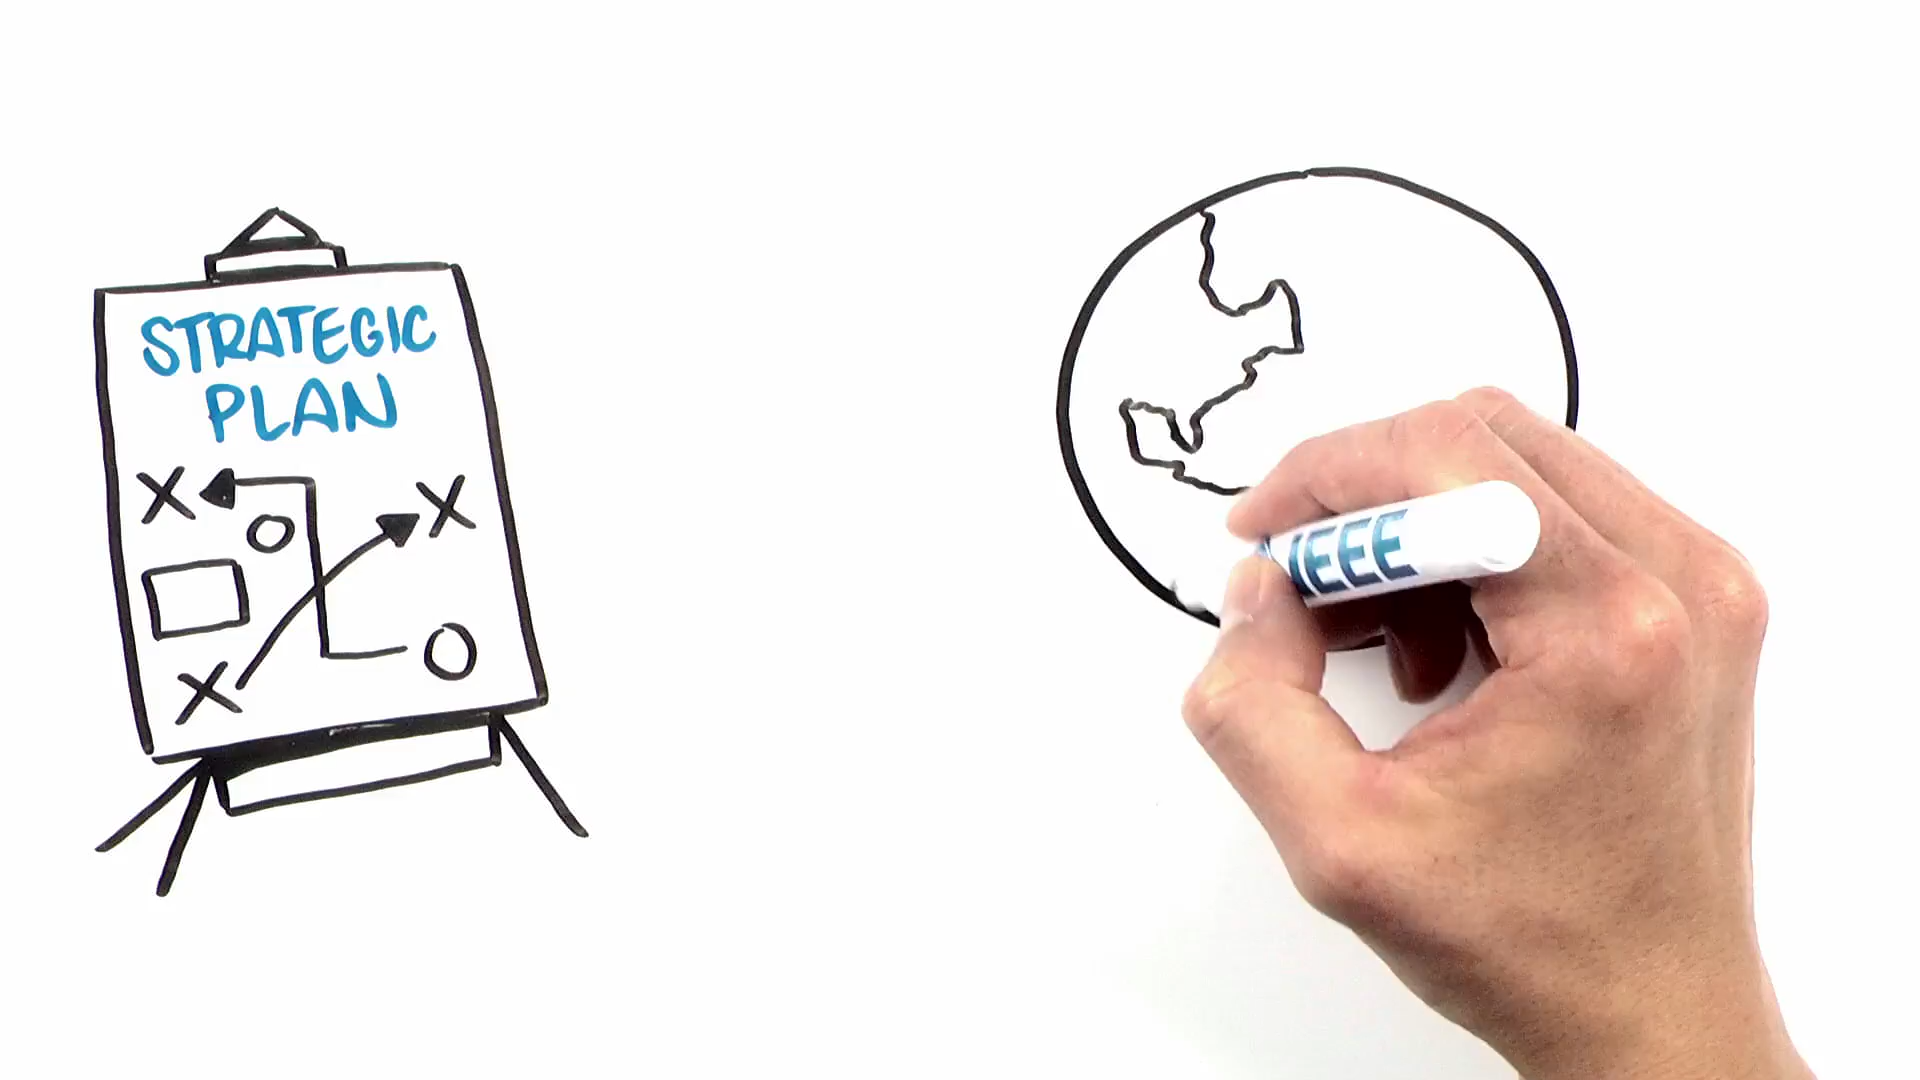 STRATEGIC
PLAN
X
X
O
X
O
IEEE